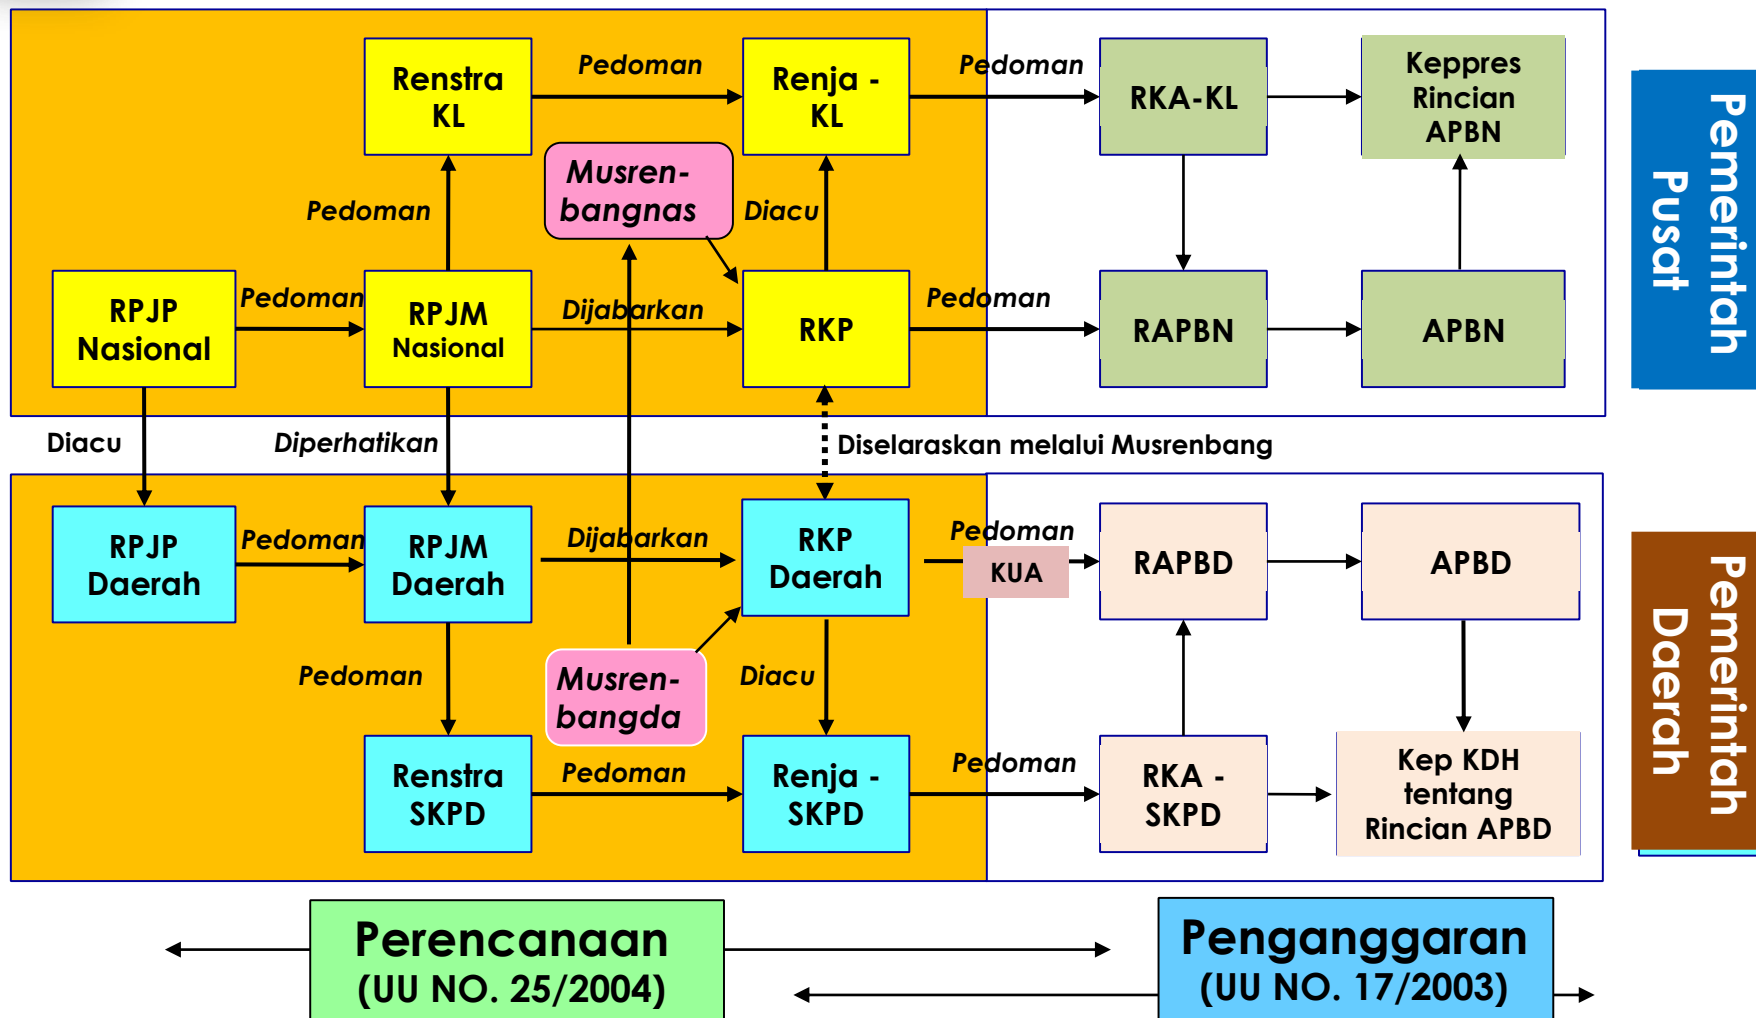 Renstra
KL
Pedoman
Renja -
KL
Pedoman
RKA-KL
Keppres
Rincian
APBN
Pedoman
Musren-
bangnas
Diacu
RPJP
Nasional
Pedoman
RPJM
Nasional
Dijabarkan
RKP
Pedoman
RAPBN
APBN
Pemerintah
Pusat
Diacu
Diperhatikan
Diselaraskan melalui Musrenbang
RPJP
Daerah
Pedoman
RPJM
Daerah
Dijabarkan
RKP
Daerah
Pedoman
KUA
RAPBD
APBD
Pedoman
Musren-
bangda
Diacu
Renstra
SKPD
Pedoman
Renja -
SKPD
Pedoman
RKA -
SKPD
Kep KDH
tentang
Rincian APBD
Pemerintah
Daerah
Perencanaan
(UU NO. 25/2004)
Penganggaran
(UU NO. 17/2003)